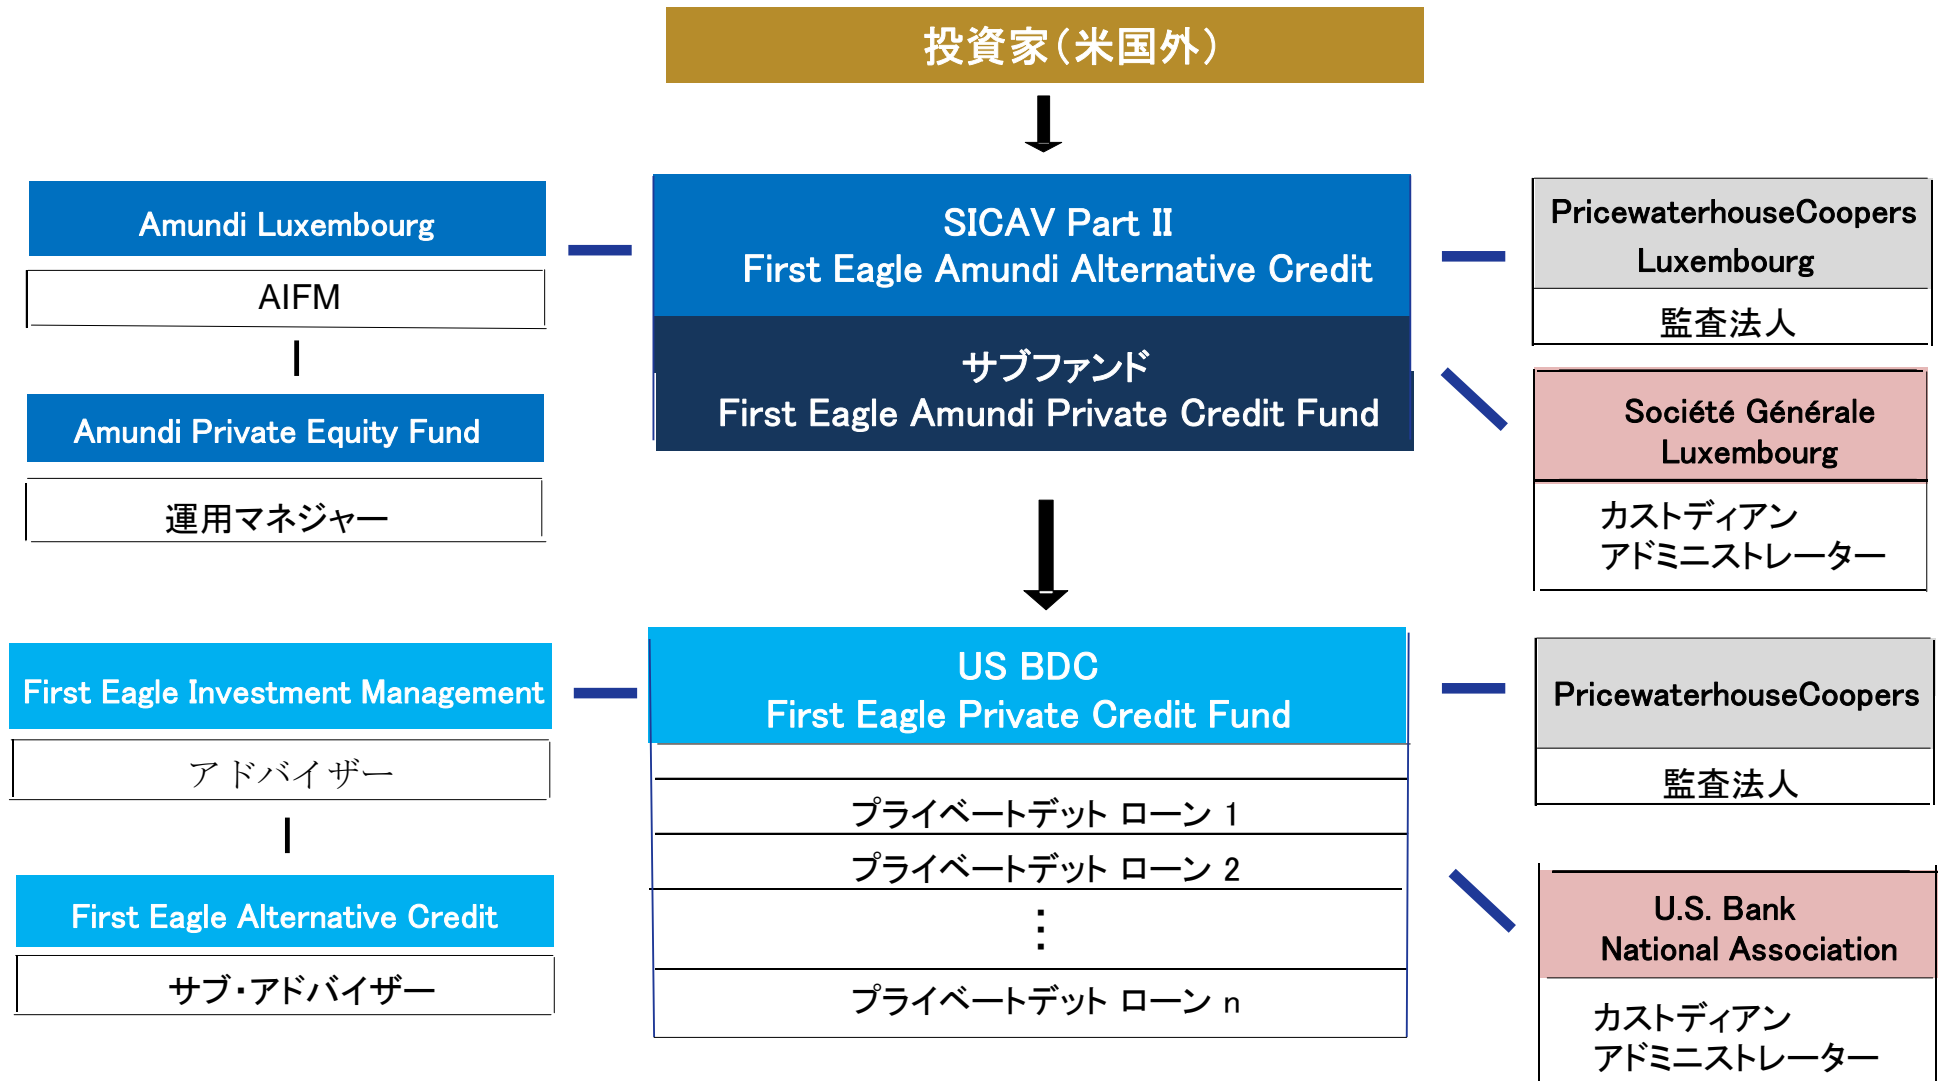 投資家（米国外）
Amundi Luxembourg
AIFM
Amundi Private Equity Fund
運用マネジャー
SICAV Part II
First Eagle Amundi Alternative Credit
サブファンド
First Eagle Amundi Private Credit Fund
PricewaterhouseCoopers
Luxembourg
監査法人
Société Générale
Luxembourg
カストディアン
アドミニストレーター
First Eagle Investment Management
アドバイザー
First Eagle Alternative Credit
サブ・アドバイザー
US BDC
First Eagle Private Credit Fund
プライベートデット ローン 1
プライベートデット ローン 2
⋮
プライベートデット ローン n
PricewaterhouseCoopers
監査法人
U.S. Bank
National Association
カストディアン
アドミニストレーター